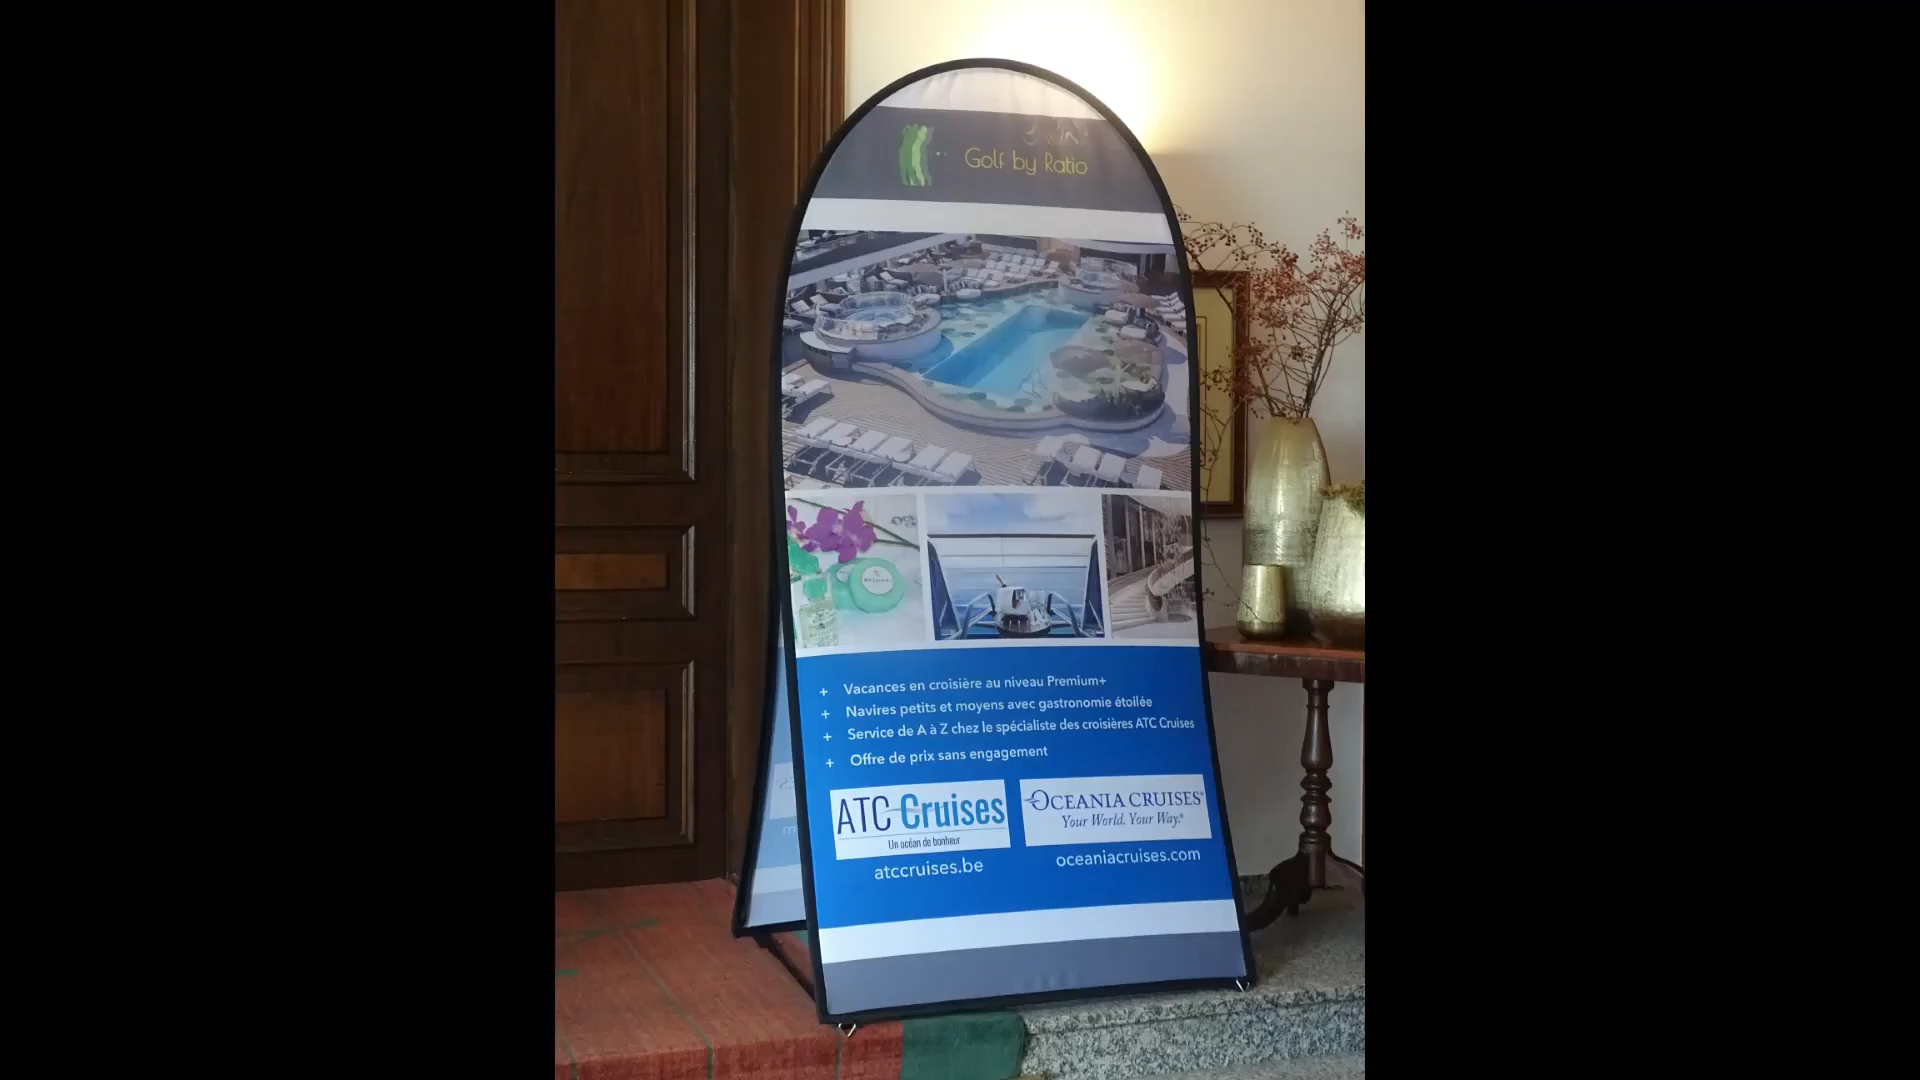 Golf by Ratio
+ Vacances en croisière au niveau Premium+
+ Navires petits et moyens avec gastronomie étoilée
+ Service de A à Z chez le spécialiste des croisières ATC Cruises
+ Offre de prix sans engagement
ATC Cruises
Un océan de bonheur
atccruises.be
OCEANIA CRUISES®
Your World. Your Way.®
oceaniacruises.com